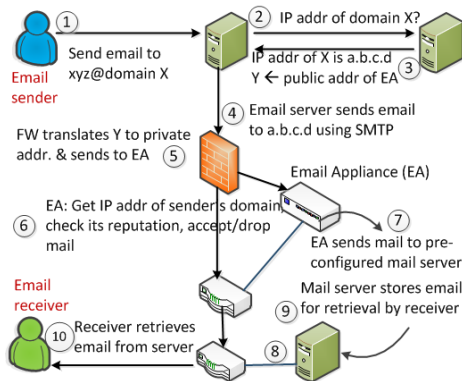 1
Send email to
xyz@domain X
Email
sender
2
IP addr of domain X?
IP addr of X is a.b.c.d
Y ← public addr of EA
3
4
Email server sends email
to a.b.c.d using SMTP
FW translates Y to private
addr. & sends to EA
5
Email Appliance (EA)
6
EA: Get IP addr of sender's domain,
check its reputation, accept/drop
mail
7
EA sends mail to pre-
configured mail server
Email
receiver
10
Receiver retrieves
email from server
9
Mail server stores email
for retrieval by receiver
8